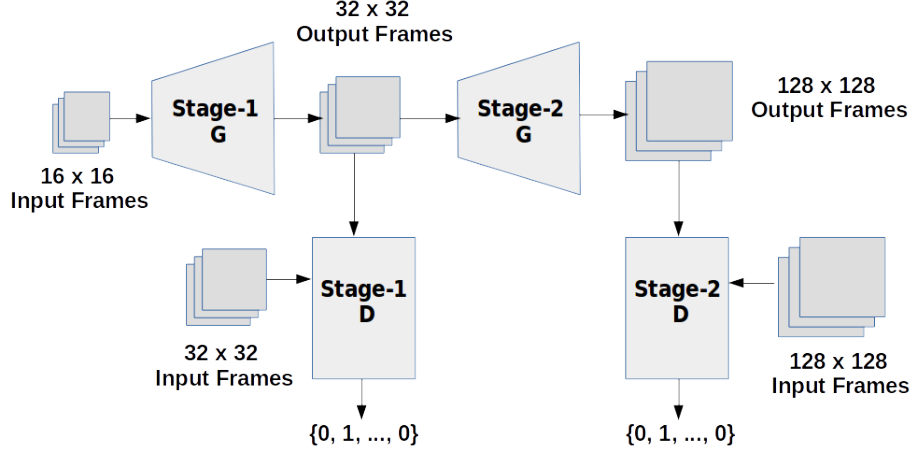 32 x 32
Output Frames
Stage-1
G
Stage-2
G
128 x 128
Output Frames
16 x 16
Input Frames
Stage-1
D
Stage-2
D
32 x 32
Input Frames
128 x 128
Input Frames
{0, 1, ..., 0}
{0, 1, ..., 0}